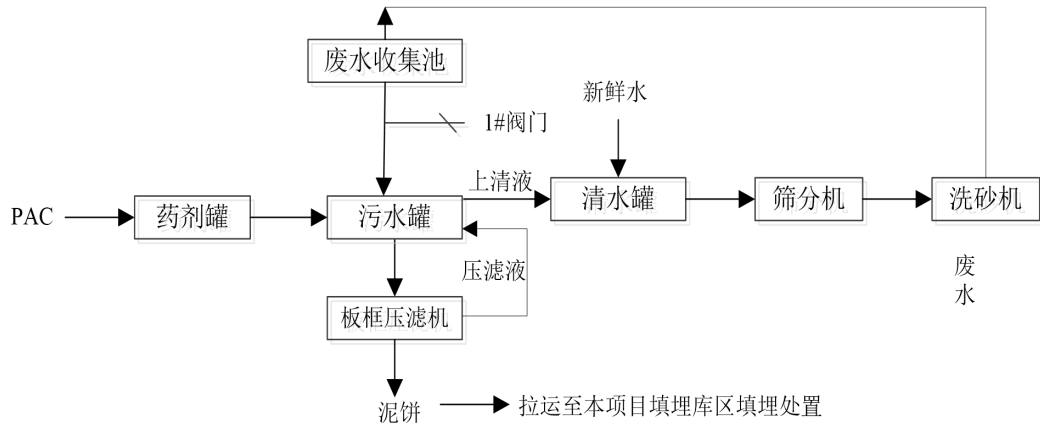 废水收集池
新鲜水
1#阀门
上清液
清水罐
筛分机
洗砂机
PAC
药剂罐
污水罐
压滤液
废
水
板框压滤机
泥饼
拉运至本项目填埋库区填埋处置